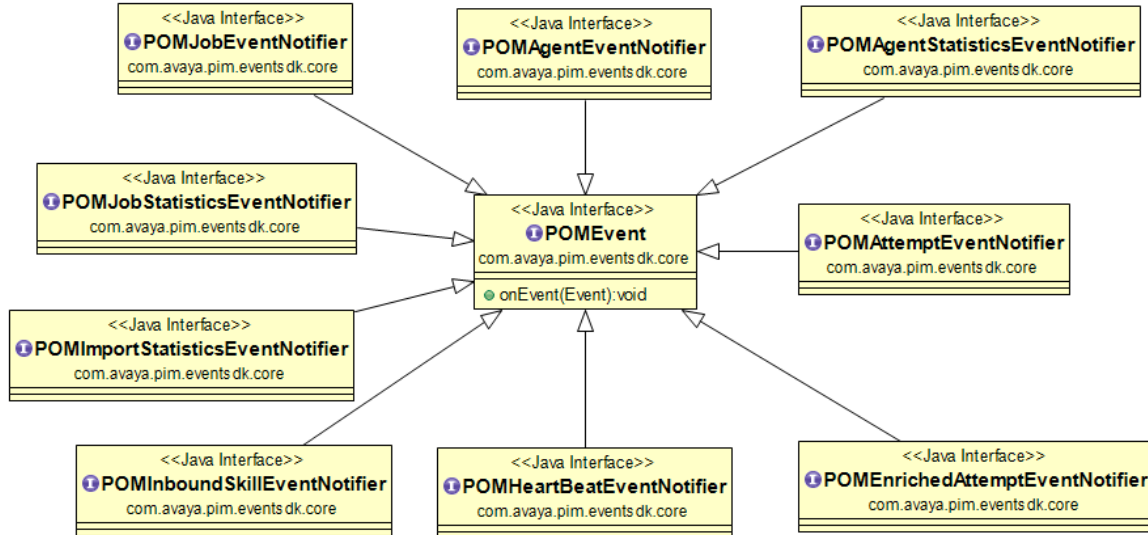 <<Java Interface>>
POMJobEventNotifier
com.avaya.pim.eventsdk.core
<<Java Interface>>
POMAgentEventNotifier
com.avaya.pim.eventsdk.core
<<Java Interface>>
POMAgentStatisticsEventNotifier
com.avaya.pim.eventsdk.core
<<Java Interface>>
POMJobStatisticsEventNotifier
com.avaya.pim.eventsdk.core
<<Java Interface>>
POMEvent
com.avaya.pim.eventsdk.core
onEvent(Event):void
<<Java Interface>>
POMAttemptEventNotifier
com.avaya.pim.eventsdk.core
<<Java Interface>>
POMImportStatisticsEventNotifier
com.avaya.pim.eventsdk.core
<<Java Interface>>
POMInboundSkillEventNotifier
com.avaya.pim.eventsdk.core
<<Java Interface>>
POMHeartBeatEventNotifier
com.avaya.pim.eventsdk.core
<<Java Interface>>
POMEnrichedAttemptEventNotifier
com.avaya.pim.eventsdk.core